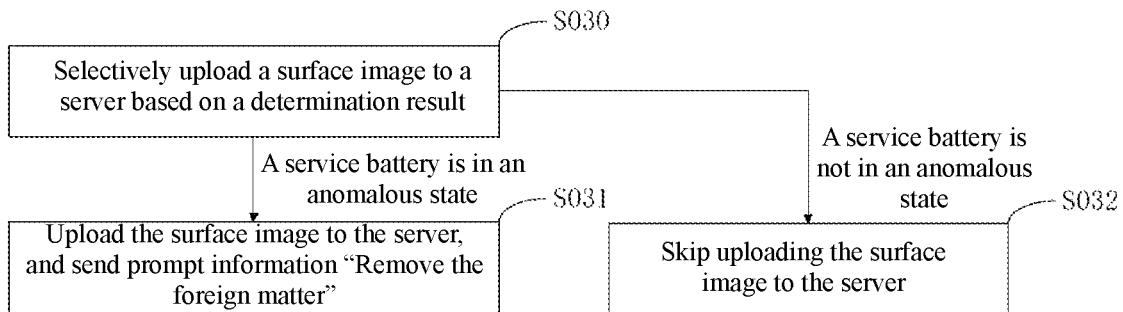 S030
Selectively upload a surface image to a
server based on a determination result
A service battery is in an
anomalous state
A service battery is
not in an anomalous
state
S031
Upload the surface image to the server,
and send prompt information “Remove the
foreign matter”
S032
Skip uploading the surface
image to the server